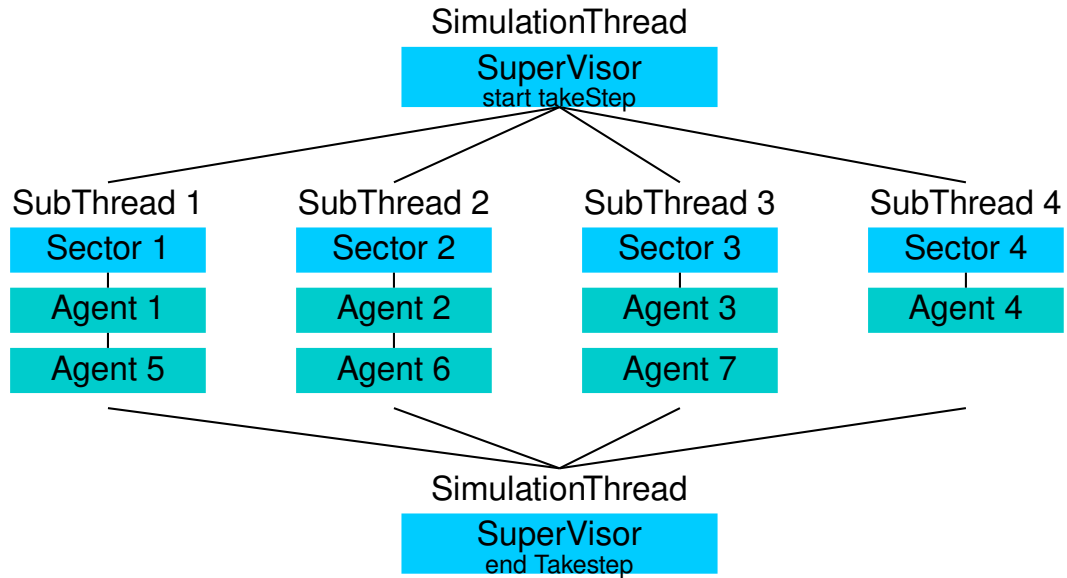 SimulationThread
SuperVisor
start takeStep
SubThread 1 SubThread 2 SubThread 3 SubThread 4
Sector 1 Sector 2 Sector 3 Sector 4
Agent 1 Agent 2 Agent 3 Agent 4
Agent 5 Agent 6 Agent 7
SimulationThread
SuperVisor
end Takestep